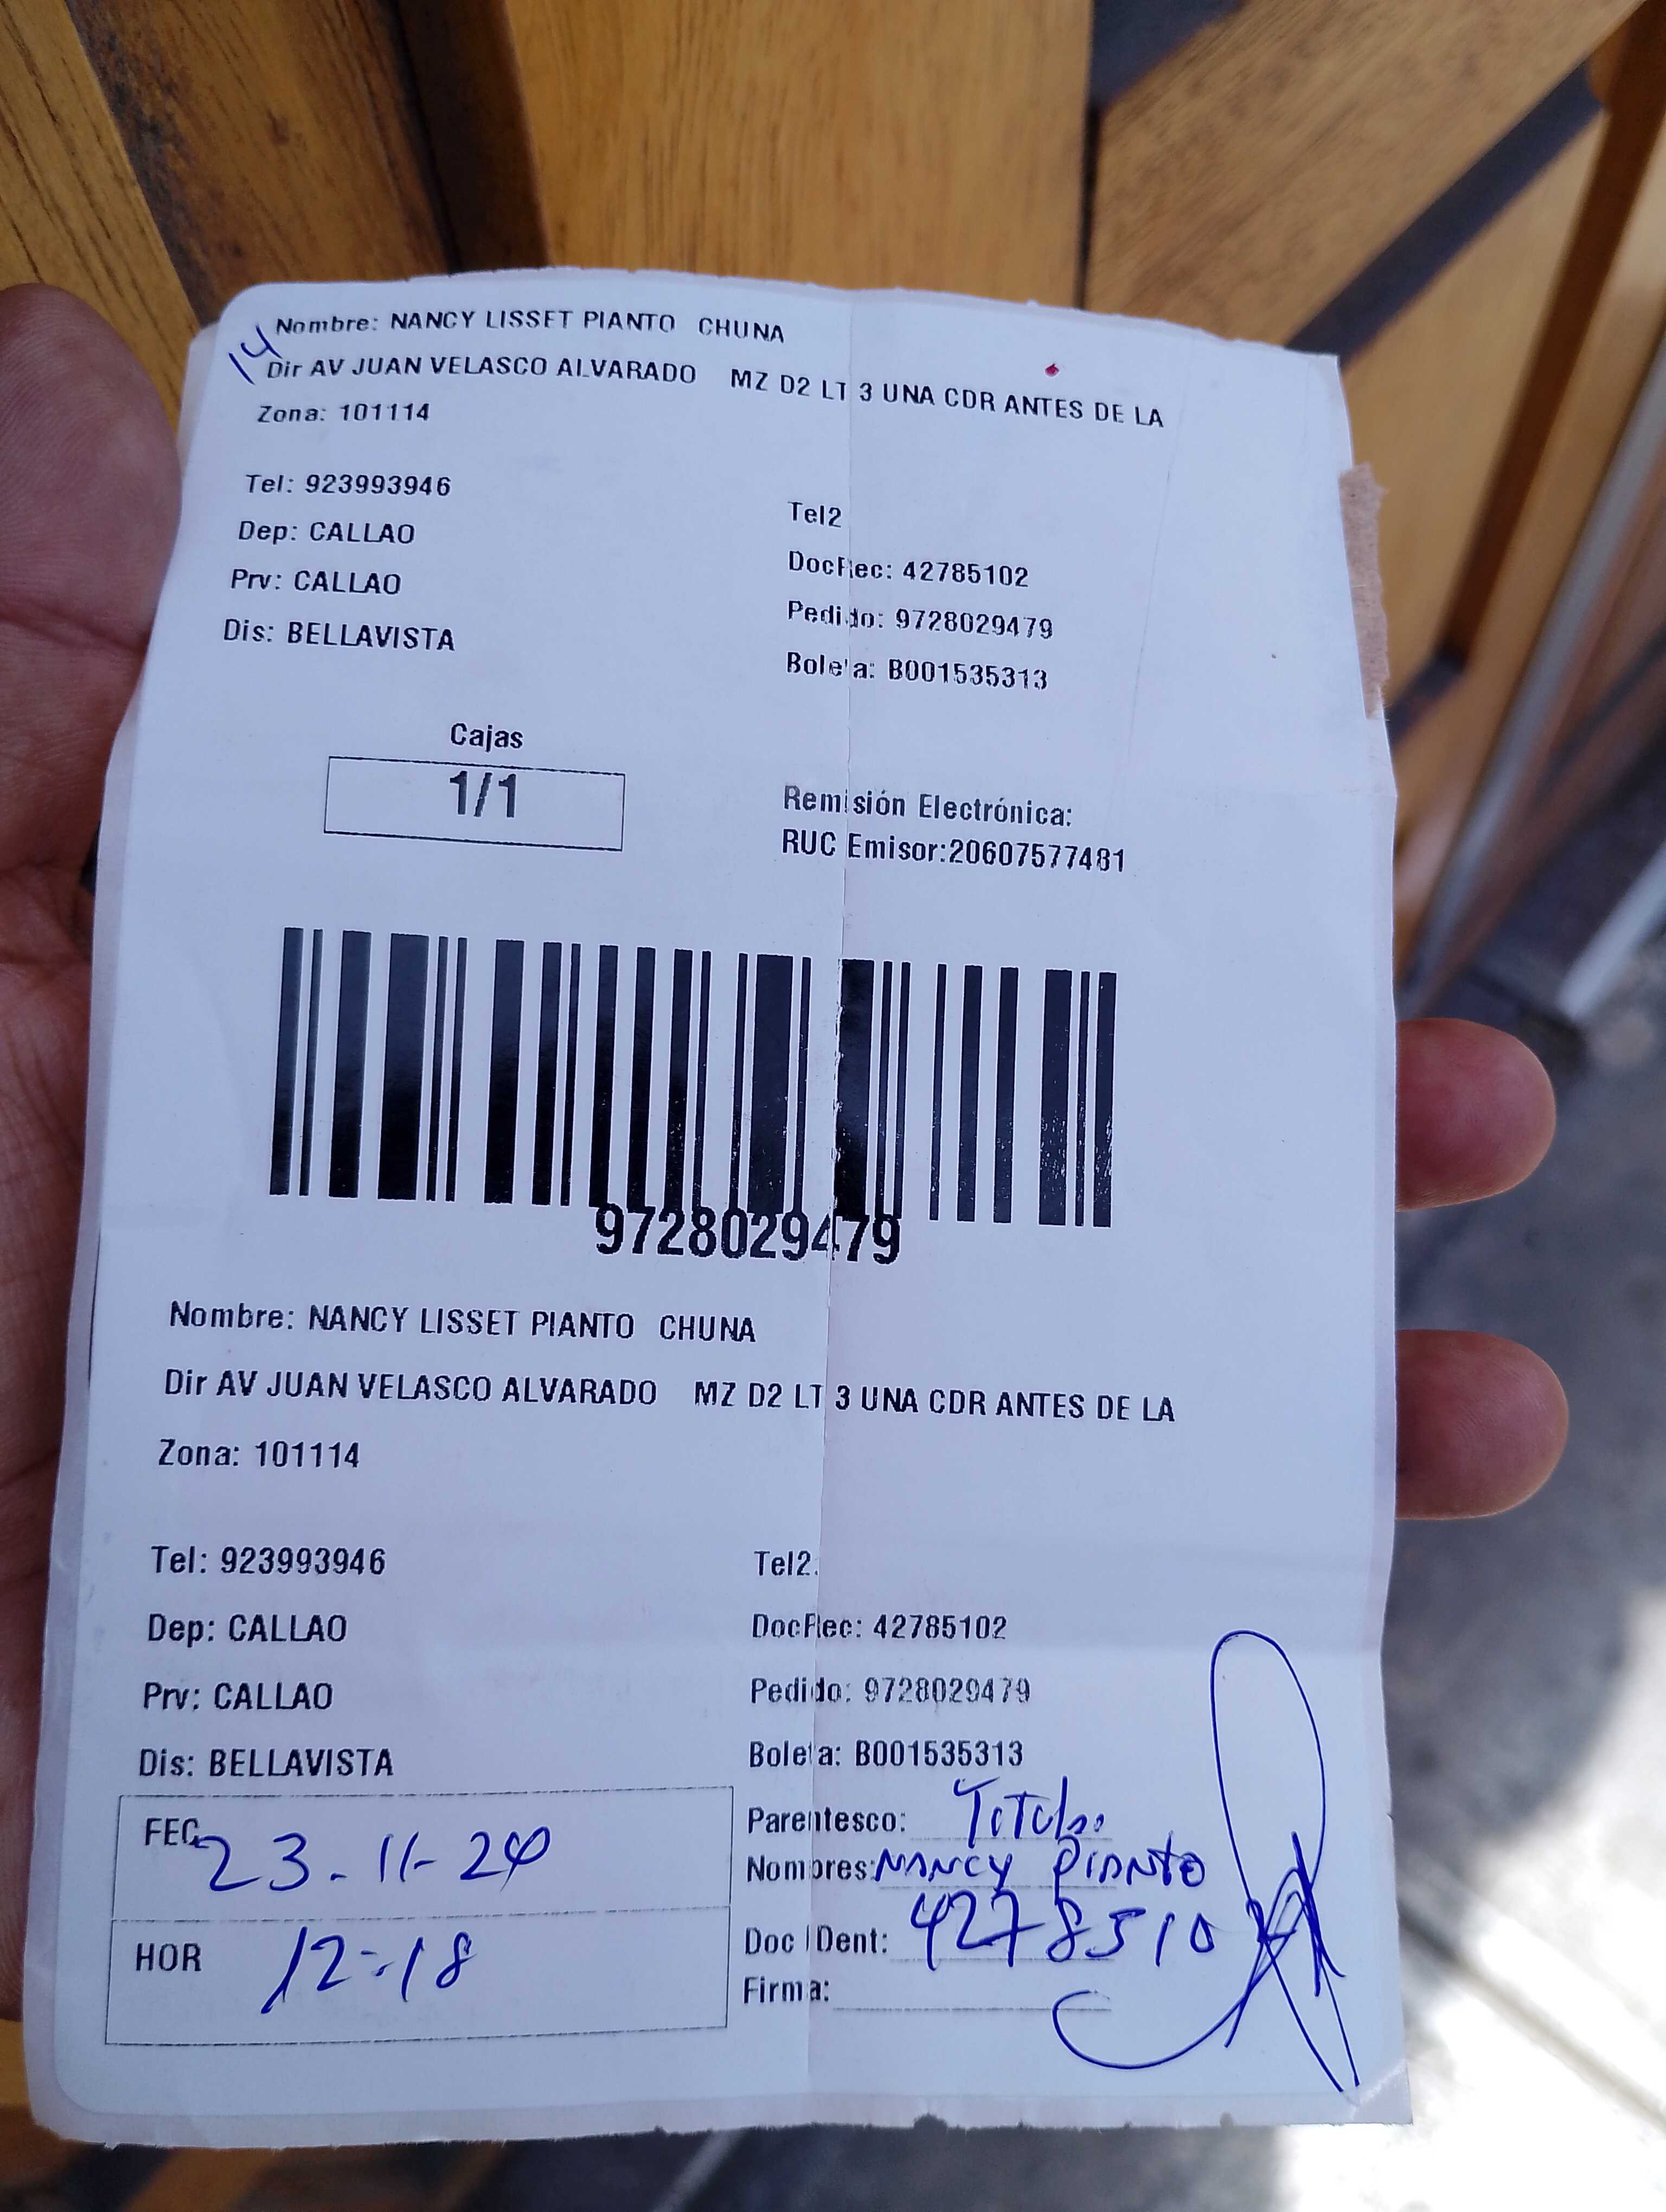 14
Nombre: NANCY LISSET PIANTO CHUNA
Dir AV JUAN VELASCO ALVARADO MZ D2 LT 3 UNA CDR ANTES DE LA
Zona: 101114
Tel: 923993946
Tel2
Dep: CALLAO
DocRec: 42785102
Prv: CALLAO
Pedido: 9728029479
Dis: BELLAVISTA
Boleta: B001535313
Cajas
1/1
Remisión Electrónica:
RUC Emisor:20607577481
9728029479
Nombre: NANCY LISSET PIANTO CHUNA
Dir AV JUAN VELASCO ALVARADO MZ D2 LT 3 UNA CDR ANTES DE LA
Zona: 101114
Tel: 923993946
Tel2:
Dep: CALLAO
DocRec: 42785102
Prv: CALLAO
Pedido: 9728029479
Dis: BELLAVISTA
Boleta: B001535313
FEC 23-11-24
HOR 12:18
Parentesco:
Nombres: NANCY PIANTO
Doc IDent: 4278510
Firma: